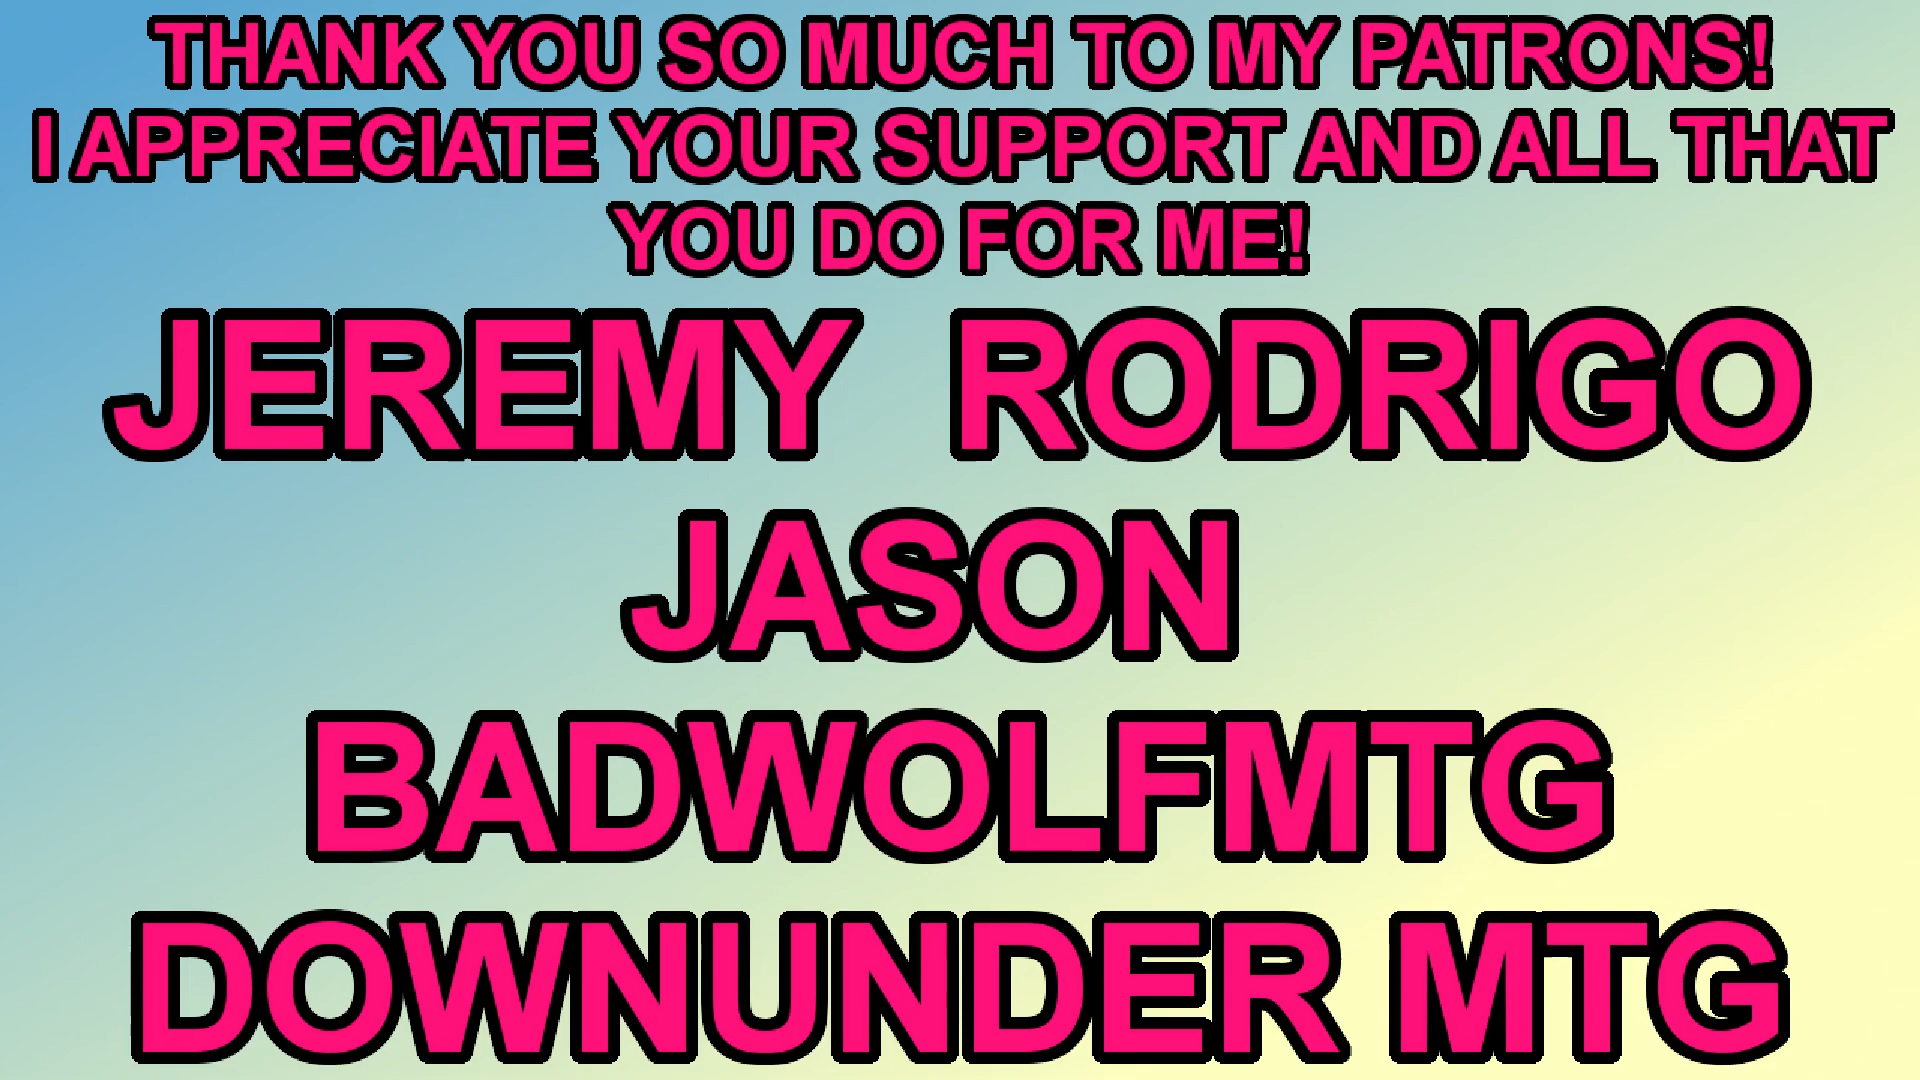 THANK YOU SO MUCH TO MY PATRONS!
I APPRECIATE YOUR SUPPORT AND ALL THAT
YOU DO FOR ME!
JEREMY RODRIGO
JASON
BADWOLFMTG
DOWNUNDER MTG